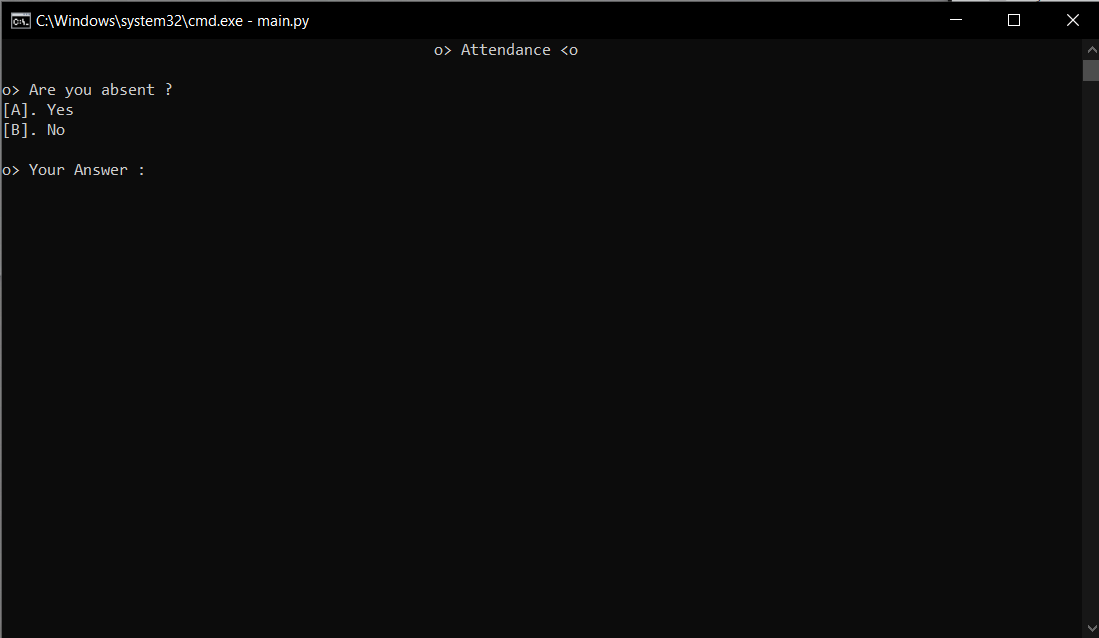 C:\Windows\system32\cmd.exe - main.py
o> Attendance <o
o> Are you absent ?
[A]. Yes
[B]. No
o> Your Answer :